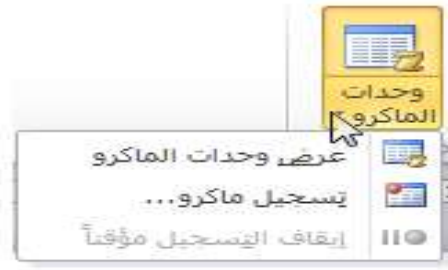 وحدات
الماكرو
عرض وحدات الماكرو
تسجيل ماكرو...
إيقاف التسجيل مؤقتاً